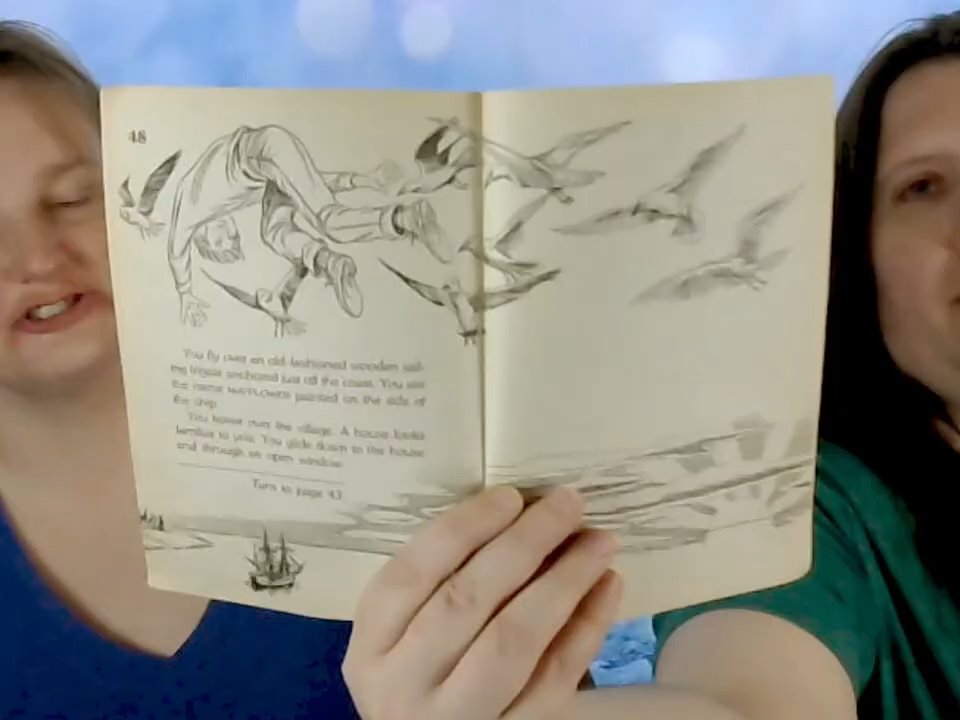 48
You fly over an old-fashioned wooden sail-
ing frigate anchored just off the coast. You see
the name MAYFLOWER painted on the side of
the ship.
You hover over the village. A house looks
familiar to you. You glide down to the house
and through an open window.
Turn to page 43.